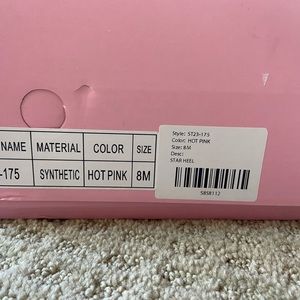 NAME MATERIAL COLOR SIZE
-175 SYNTHETIC HOT PINK 8M
Style: ST23-175
Color: HOT PINK
Size: 8M
Desc:
STAR HEEL
5858112